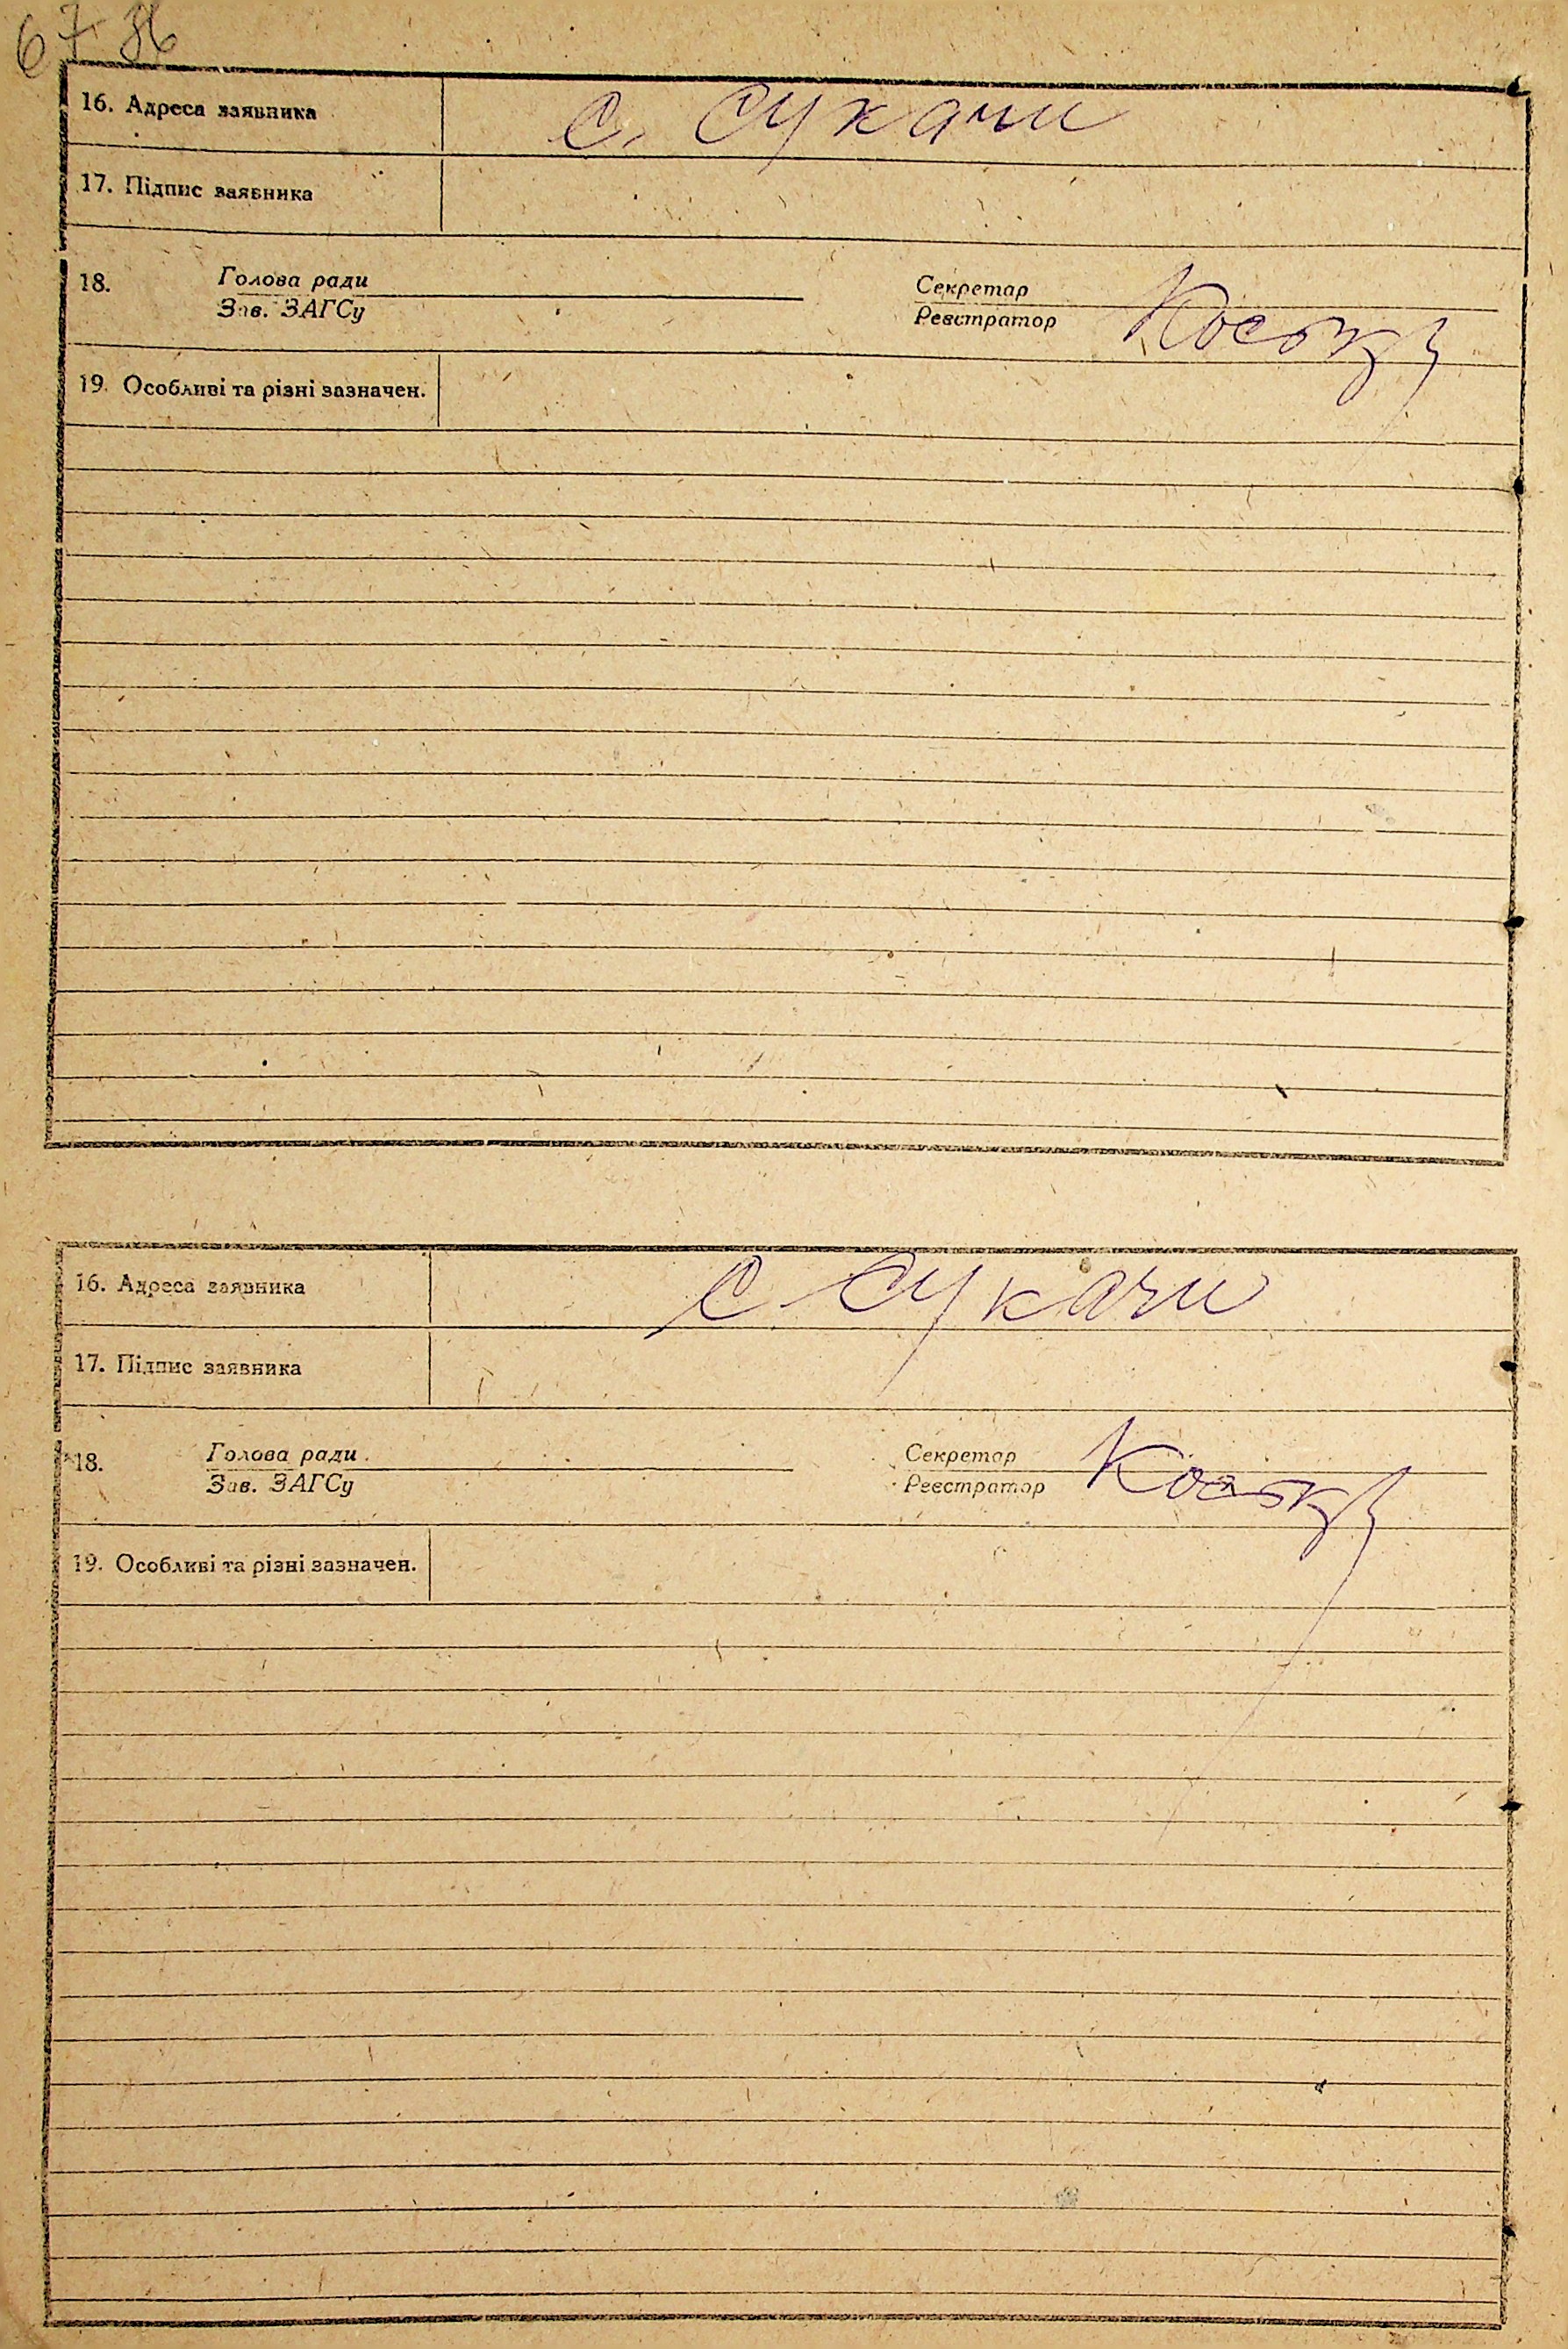 67 36
16. Адреса заявника с. Сукачи
17. Підпис заявника
18. Голова ради Секретар
Зав. ЗАГСу Реєстратор
19. Особливі та різні зазначен.
16. Адреса заявника с. Сукачи
17. Підпис заявника
18. Голова ради Секретар
Зав. ЗАГСу Реєстратор
19. Особливі та різні зазначен.